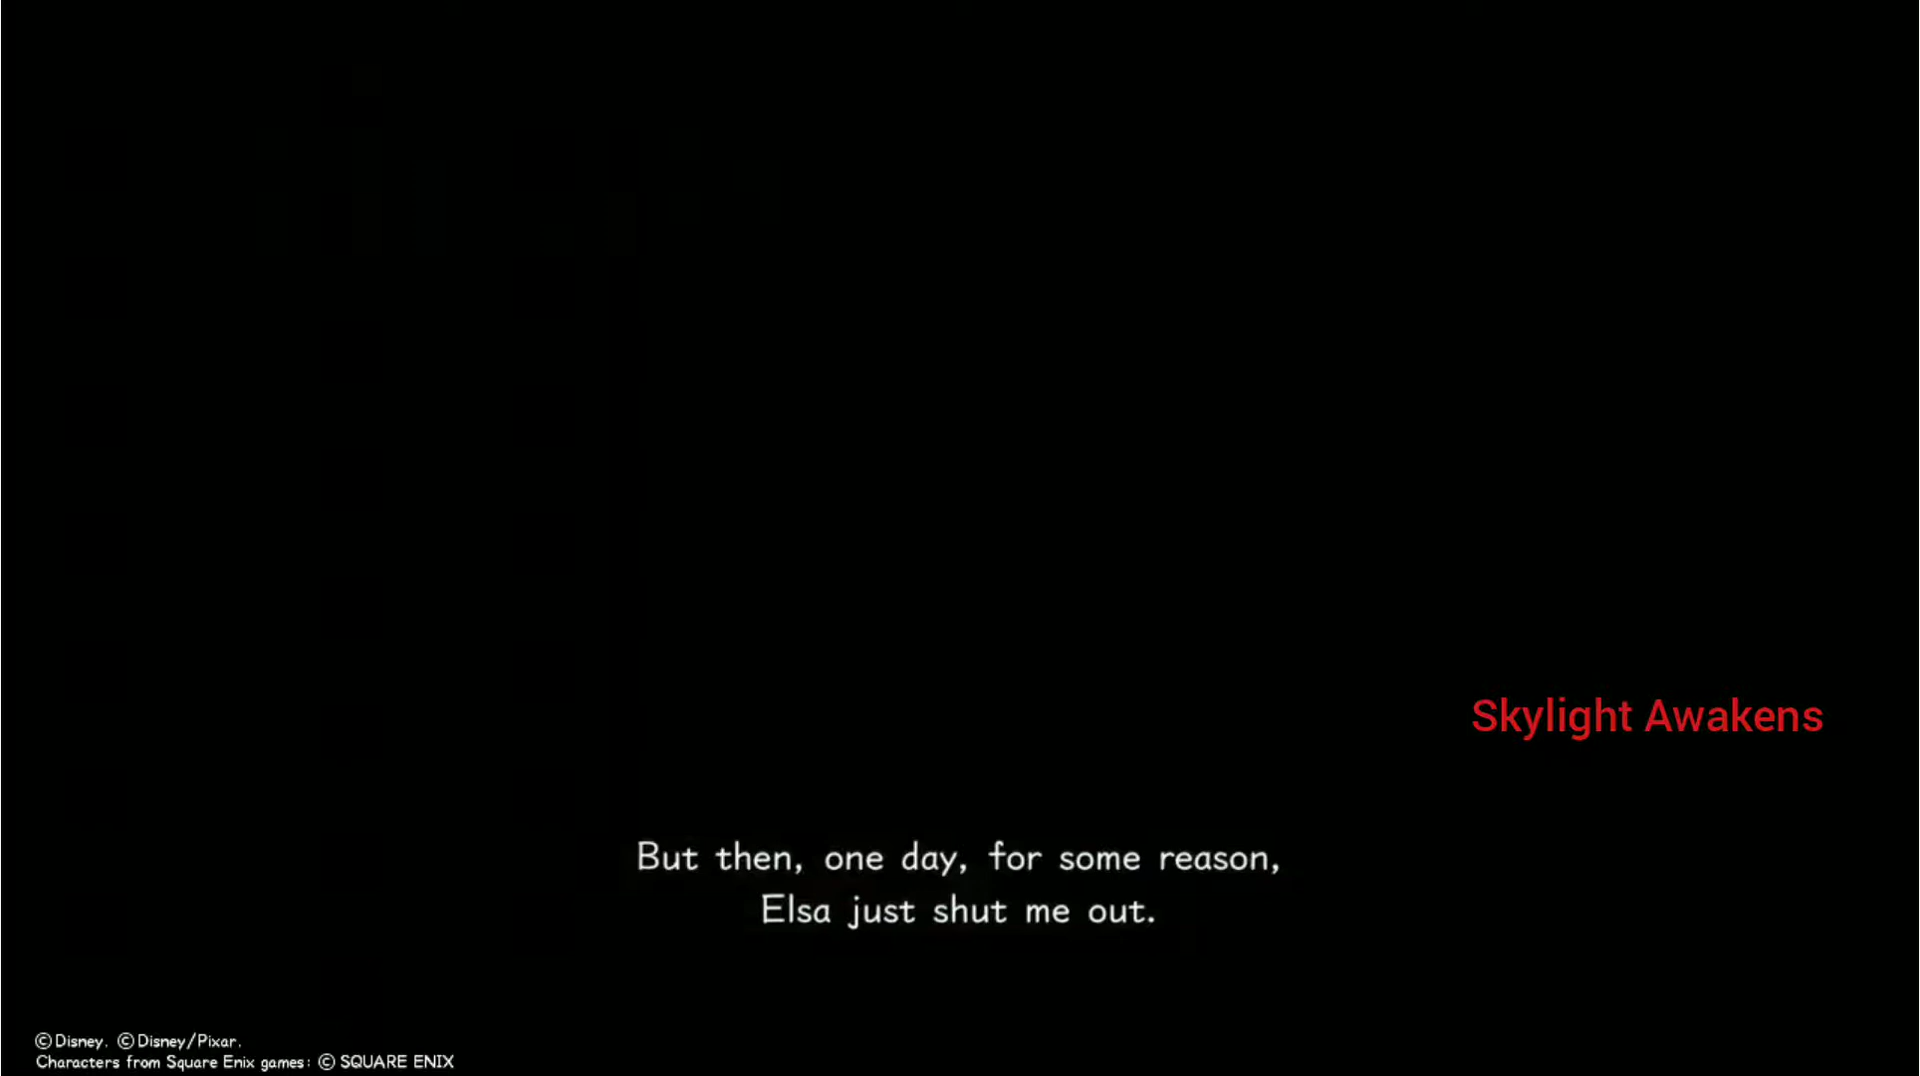 Skylight Awakens
But then, one day, for some reason,
Elsa just shut me out.
©Disney. ©Disney/Pixar.
Characters from Square Enix games: © SQUARE ENIX